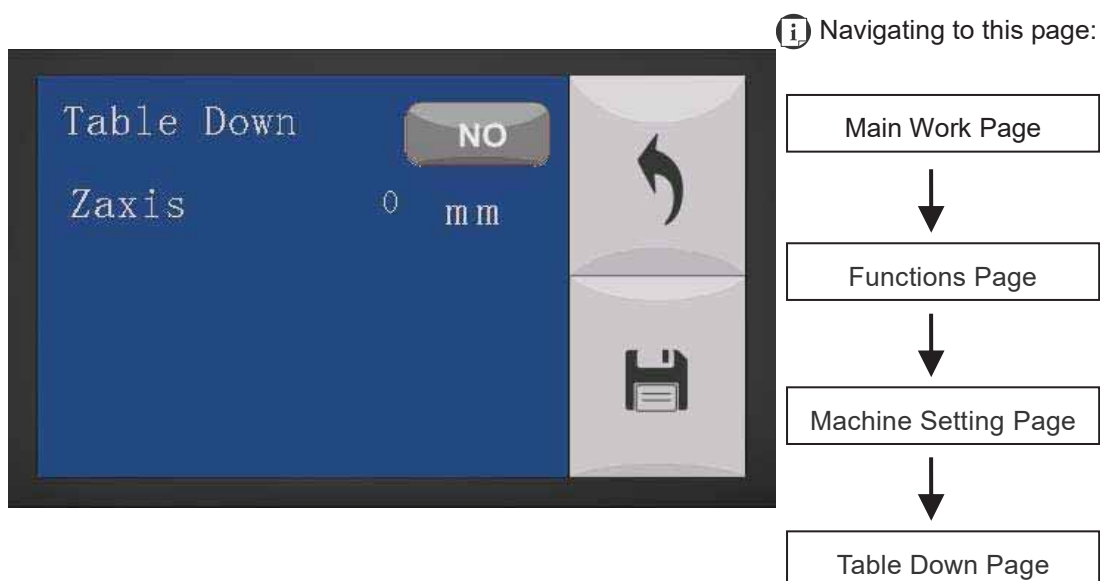 Navigating to this page:
Table Down NO
Zaxis 0 mm
Main Work Page
Functions Page
Machine Setting Page
Table Down Page